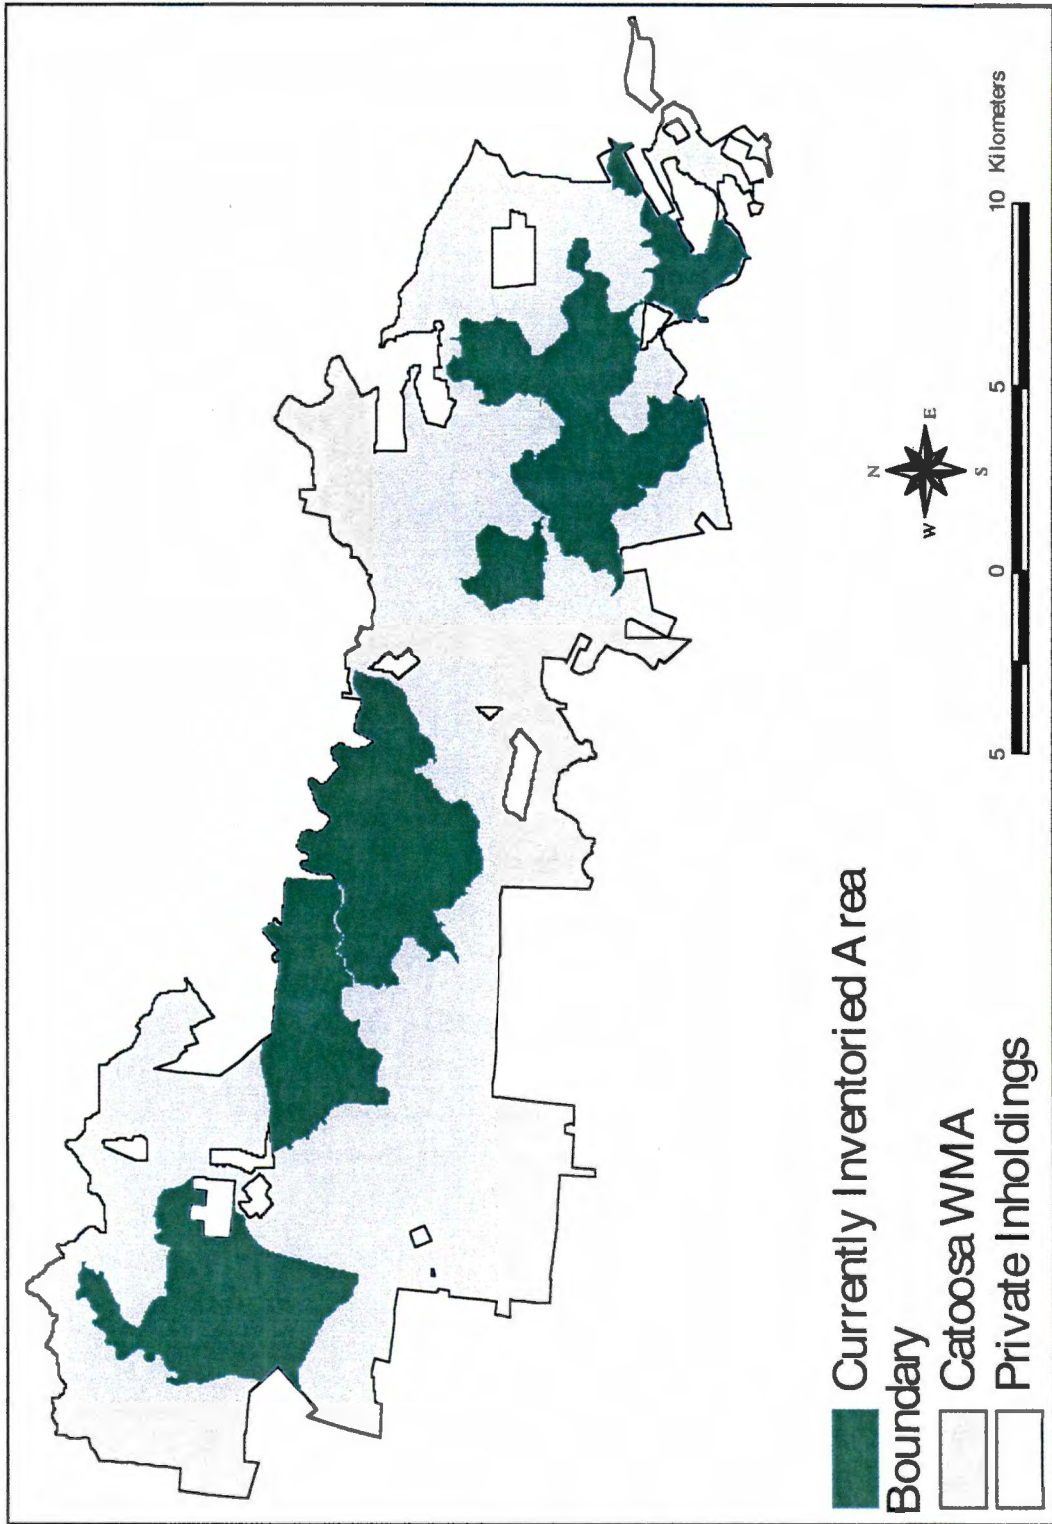 N
W
E
S
5
0
5
10 Kilometers
Currently Inventoried Area
Boundary
Catoosa WMA
Private Inholdings